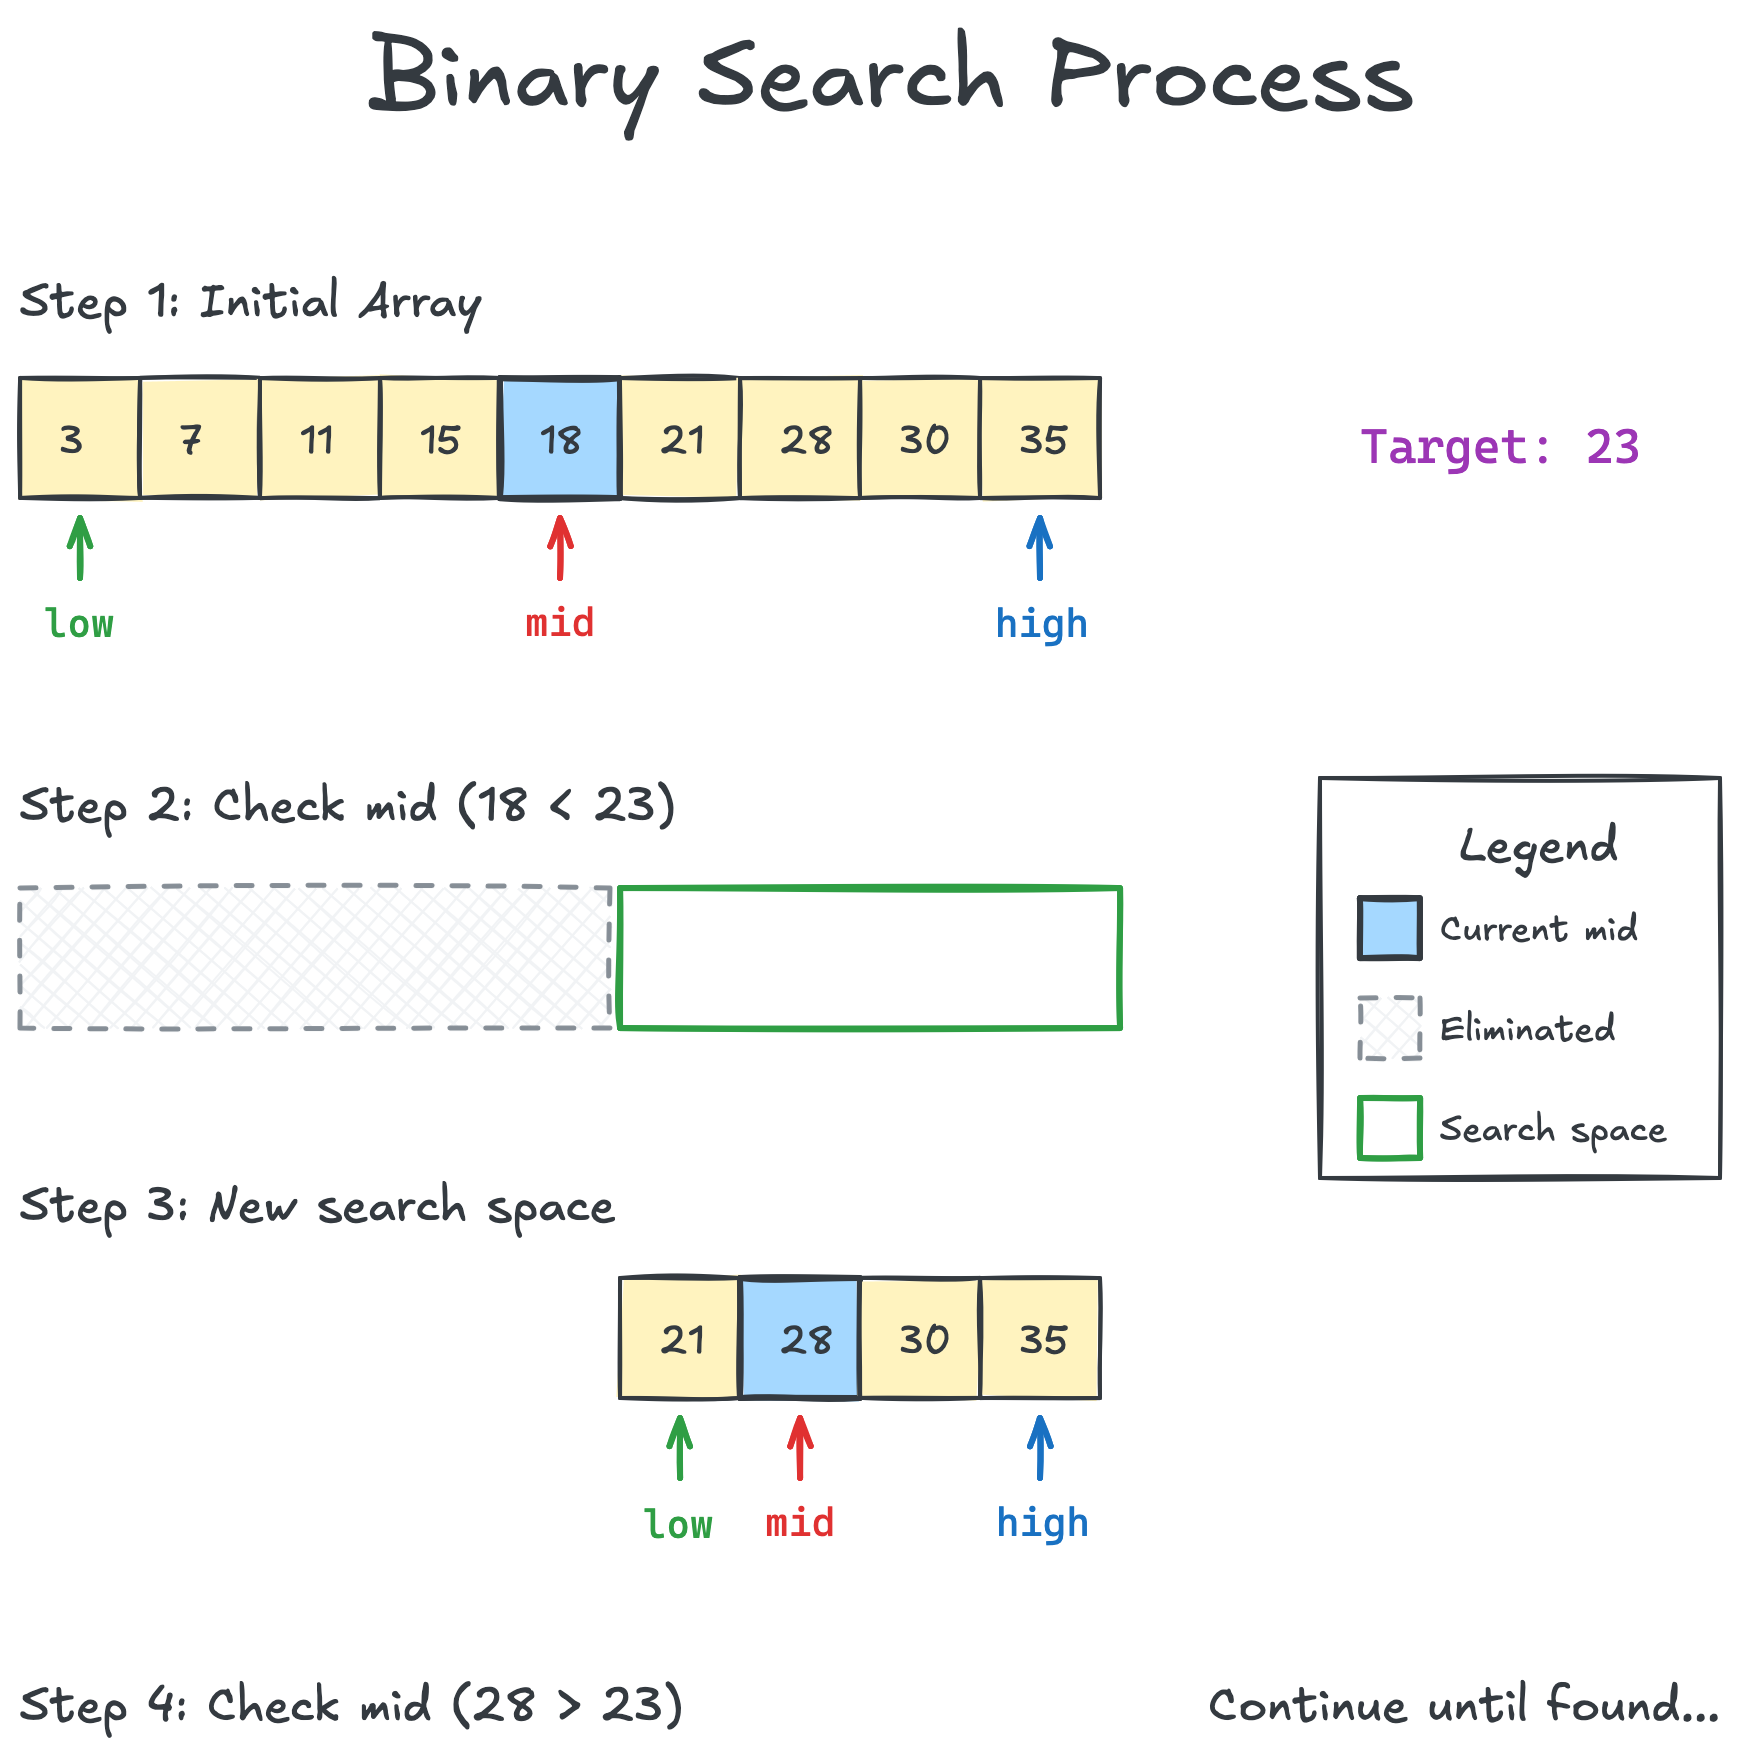 Binary Search Process
Step 1: Initial Array
3 7 11 15 18 21 28 30 35
Target: 23
low mid high
Step 2: Check mid (18 < 23)
Legend
Current mid
Eliminated
Search space
Step 3: New search space
21 28 30 35
low mid high
Step 4: Check mid (28 > 23)
Continue until found...